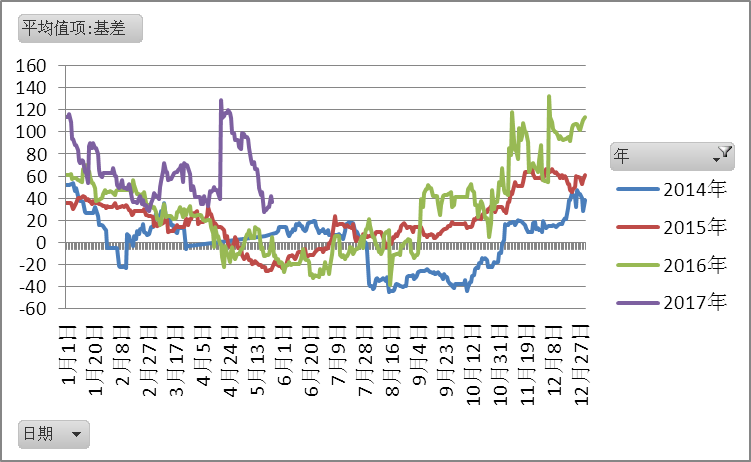 平均值项:基差
160
140
120
100
80
60
40
20
0
-20
-40
-60
1月1日
1月20日
2月8日
2月27日
3月17日
4月5日
4月24日
5月13日
6月1日
6月20日
7月9日
7月28日
8月16日
9月4日
9月23日
10月12日
10月31日
11月19日
12月8日
12月27日
年
2014年
2015年
2016年
2017年
日期